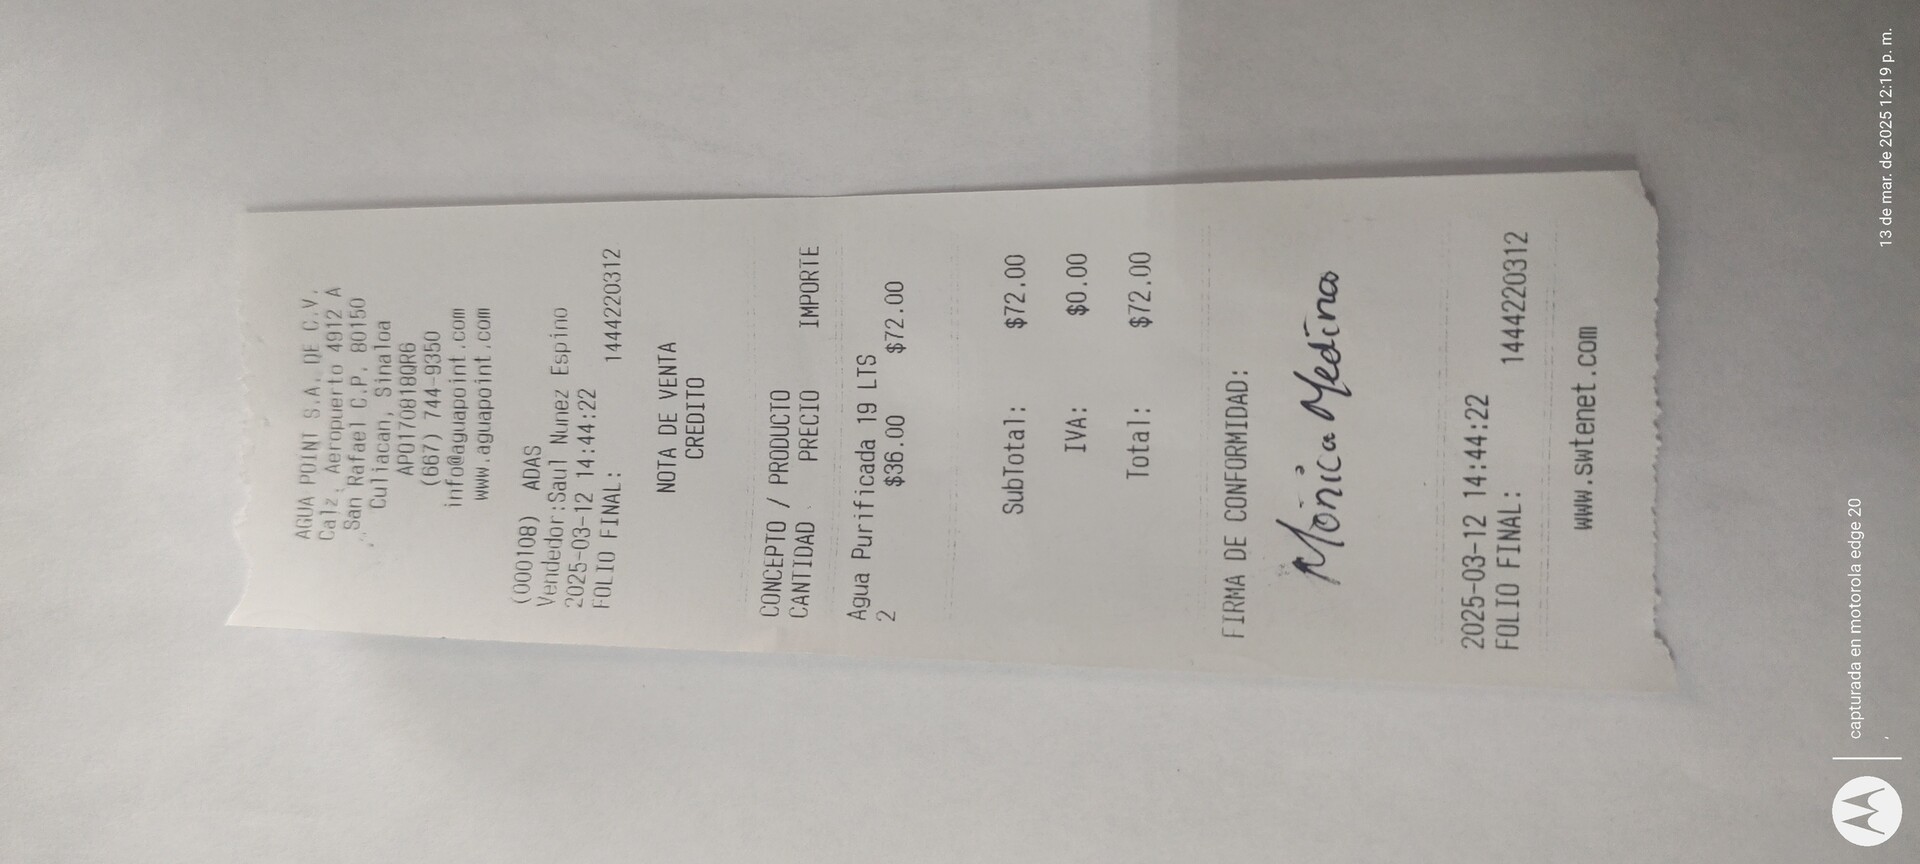 AGUA POINT S.A. DE C.V.
Calz. Aeropuerto 4912 A
San Rafael C.P. 80150
Culiacan, Sinaloa
APO170818QR6
(667) 744-9350
info@aguapoint.com
www.aguapoint.com
(000108) ADAS
Vendedor:Saul Nunez Espino
2025-03-12 14:44:22
FOLIO FINAL: 1444220312
NOTA DE VENTA
CREDITO
CONCEPTO / PRODUCTO
CANTIDAD PRECIO IMPORTE
Agua Purificada 19 LTS
2 $36.00 $72.00
SubTotal: $72.00
IVA: $0.00
Total: $72.00
FIRMA DE CONFORMIDAD:
Mónica Medina
2025-03-12 14:44:22
FOLIO FINAL: 1444220312
www.swtenet.com
capturada en motorola edge 20
13 de mar. de 2025 12:19 p. m.